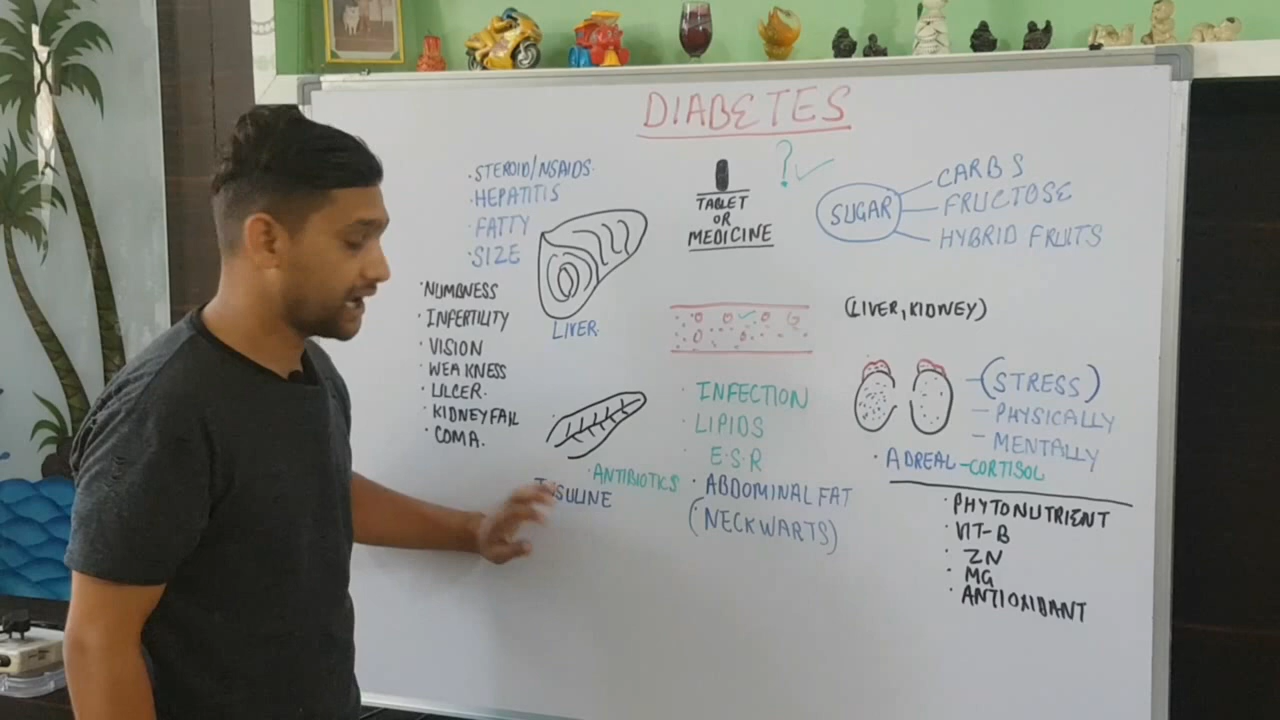 DIABETES
· STEROID/NSAIDS.
· HEPATITIS
· FATTY
· SIZE
LIVER
· NUMBNESS
· INFERTILITY
· VISION
· WEAKNESS
· ULCER.
· KIDNEY FAIL
· COMA.
· ANTIBIOTICS
INSULINE
?✓
TABLET
OR
MEDICINE
· INFECTION
· LIPIDS
· E.S.R
· ABDOMINAL FAT
(· NECKWARTS)
SUGAR
CARBS
FRUCTOSE
HYBRID FRUITS
(LIVER, KIDNEY)
- (STRESS)
- PHYSICALLY
- MENTALLY
· ADREAL - CORTISOL
· PHYTONUTRIENT
· VIT-B
· ZN
· MG
· ANTIOXIDANT